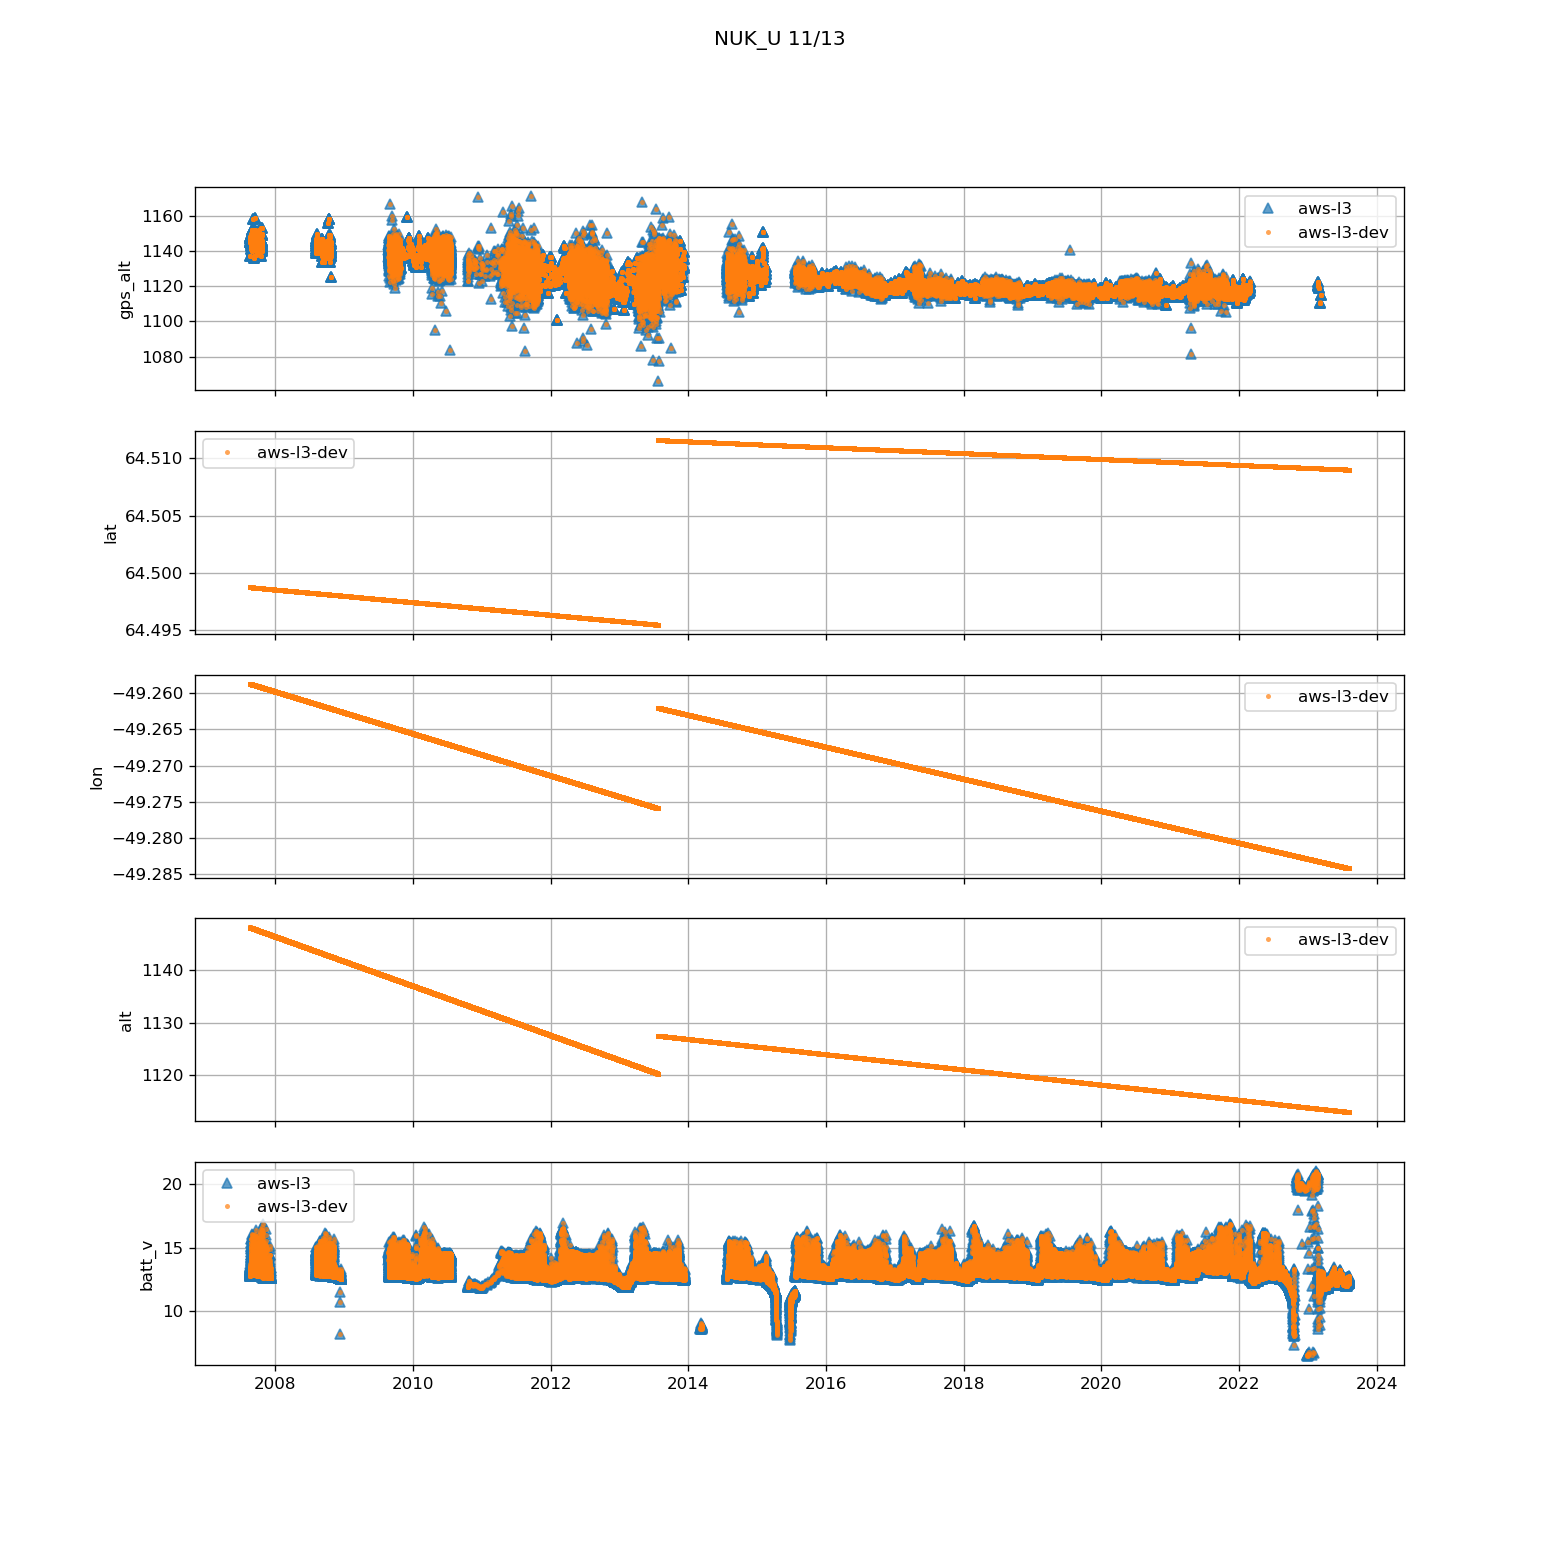 NUK_U 11/13
1160
1140
1120
1100
1080
gps_alt
aws-l3
aws-l3-dev
64.510
64.505
64.500
64.495
lat
aws-l3-dev
−49.260
−49.265
−49.270
−49.275
−49.280
−49.285
lon
aws-l3-dev
1140
1130
1120
alt
aws-l3-dev
20
15
10
batt_v
aws-l3
aws-l3-dev
2008 2010 2012 2014 2016 2018 2020 2022 2024